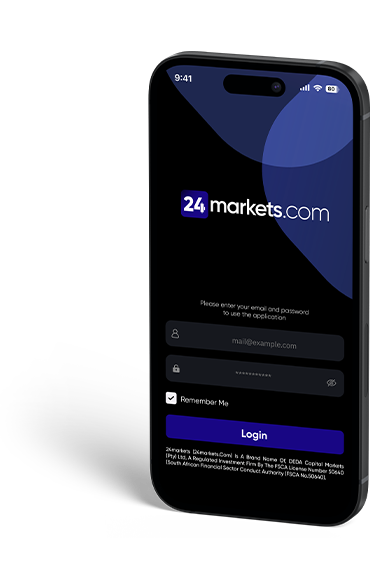 9:41
80
24markets.com
Please enter your email and password
to use the application
mail@example.com
***********
Remember Me
Login
24markets (24markets.Com) Is A Brand Name Of, DEDA Capital Markets
(Pty) Ltd, A Regulated Investment Firm By The FSCA License Number 50640
(South African Financial Sector Conduct Authority (FSCA No.50640).